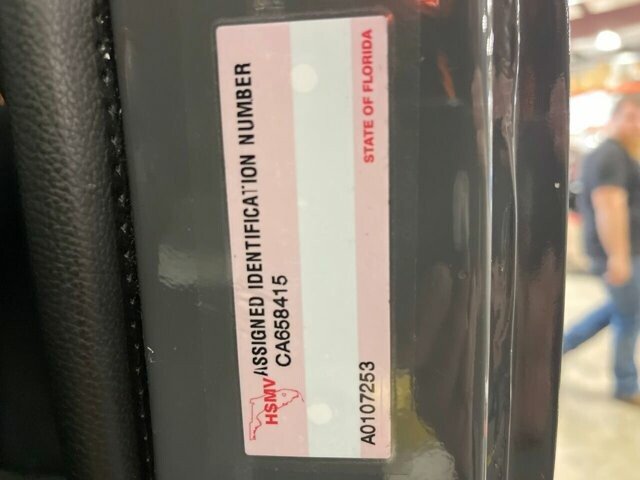 HSMV
ASSIGNED IDENTIFICATION NUMBER
CA658415
A0107253
STATE OF FLORIDA